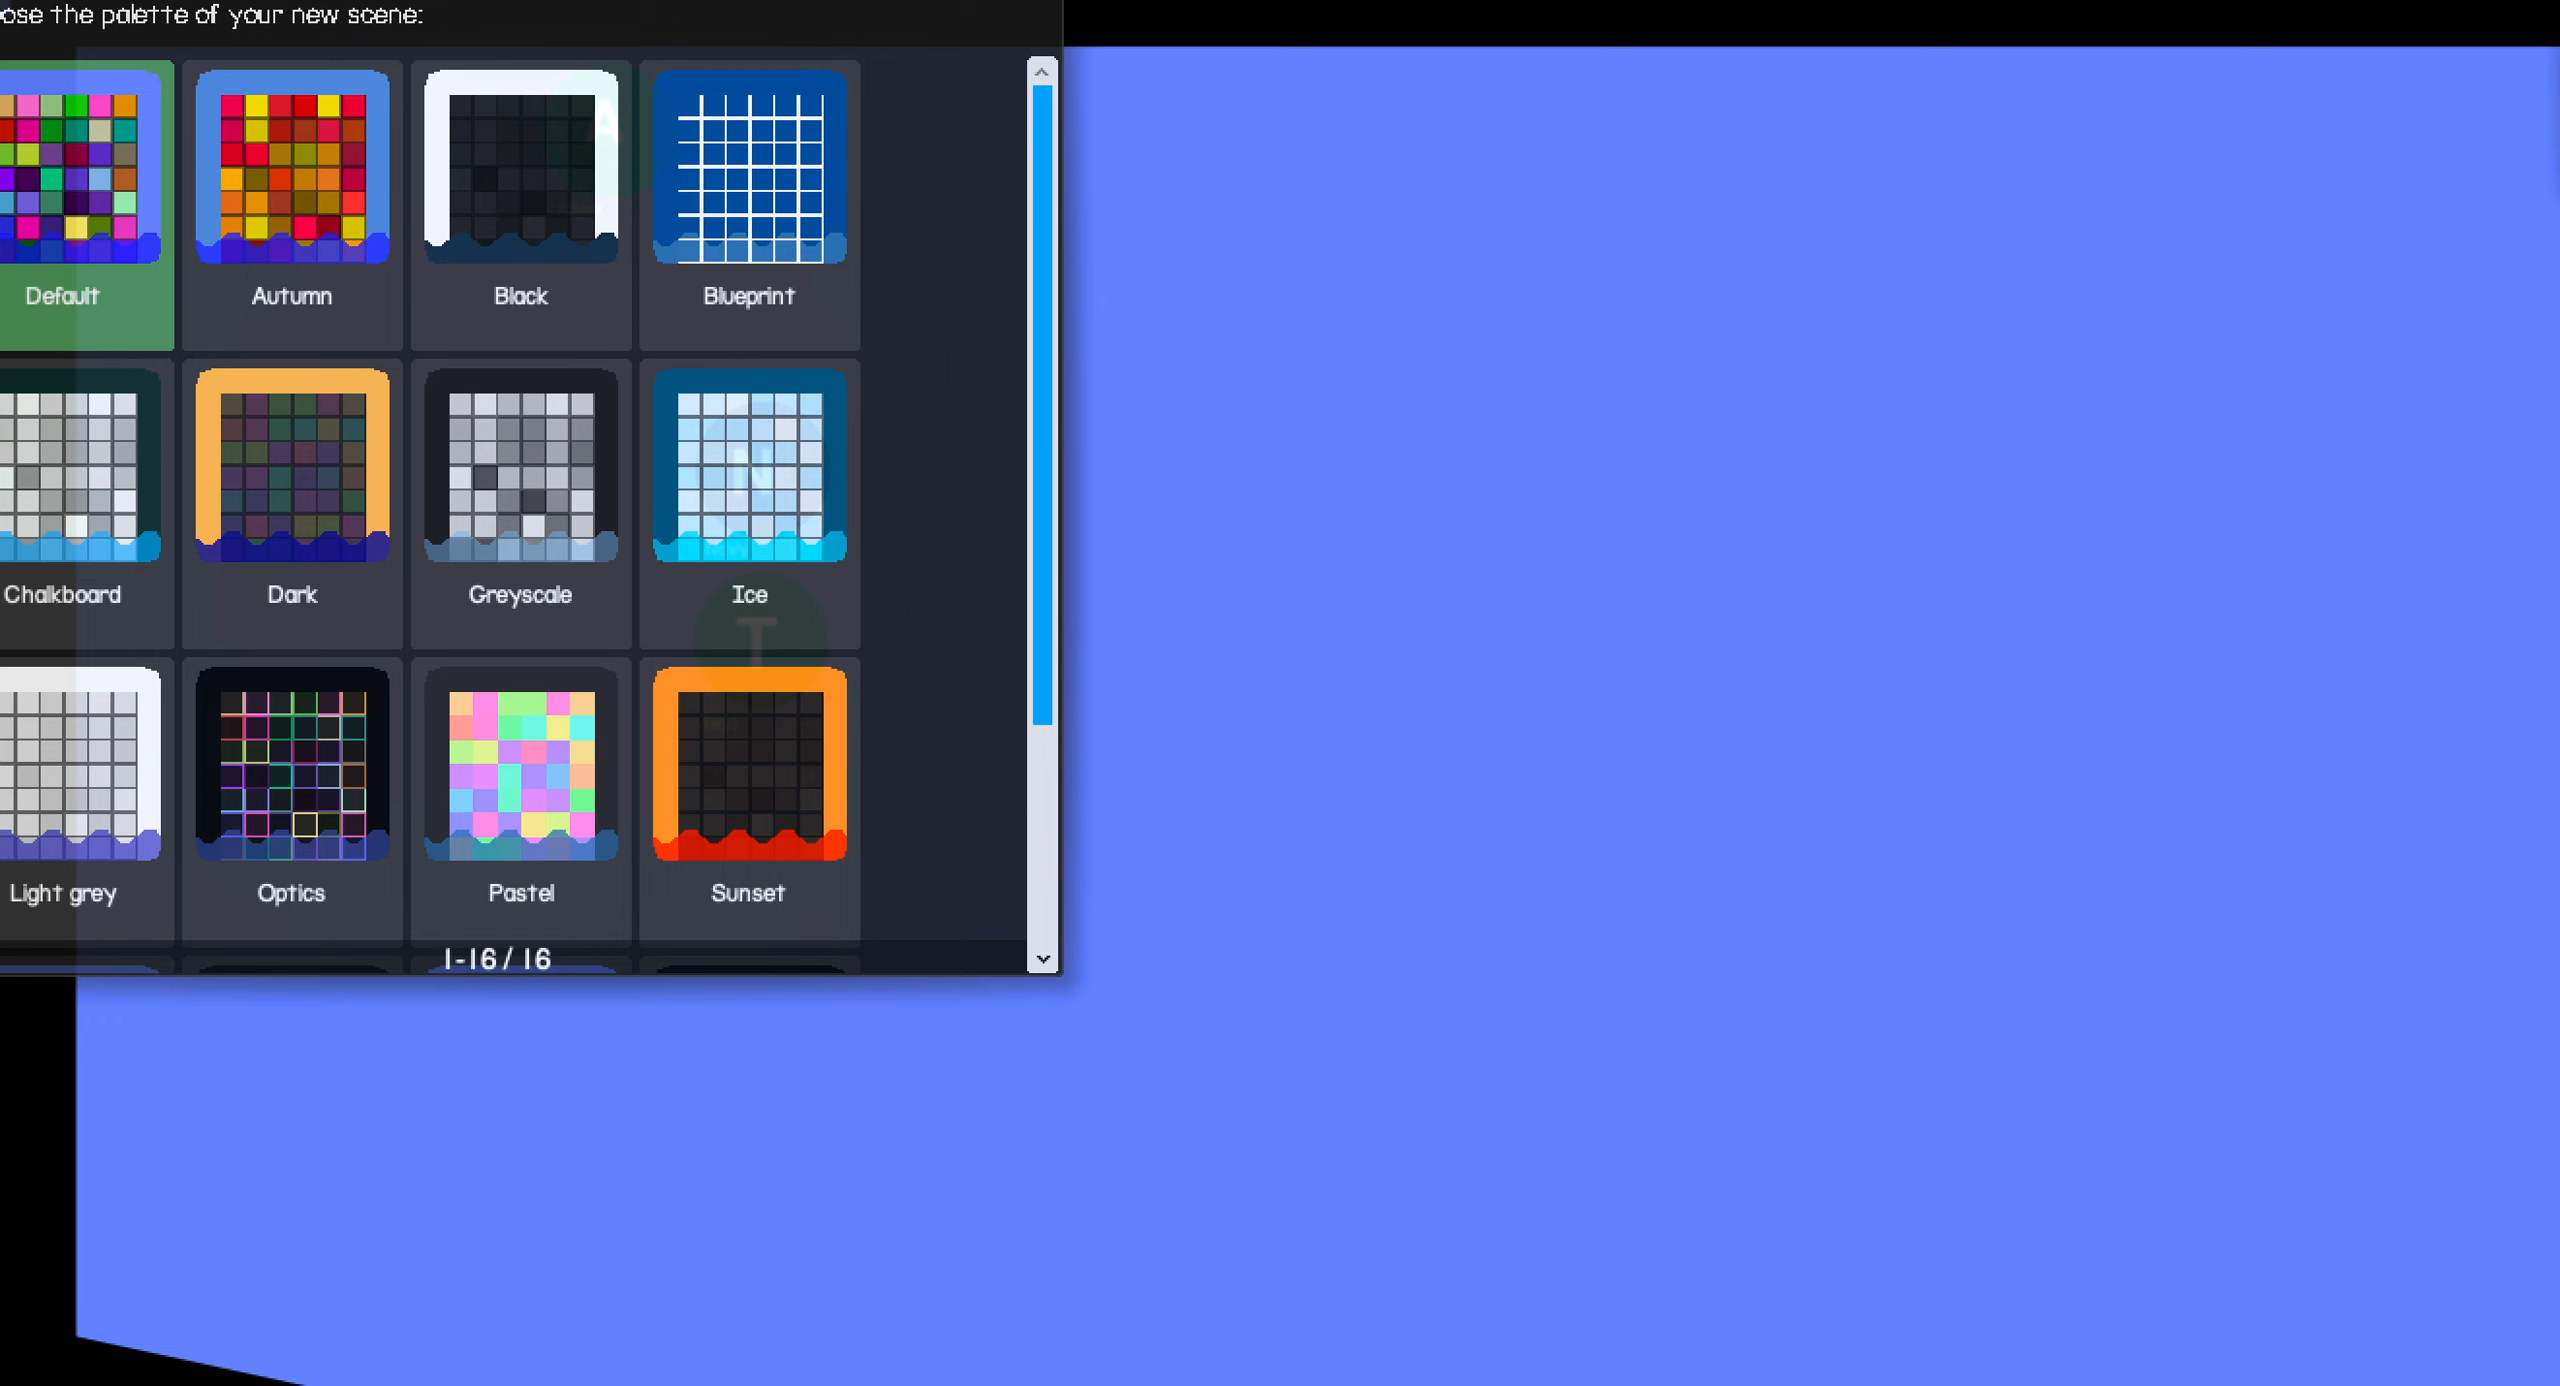 ose the palette of your new scene:
A
Default Autumn Black Blueprint
N
Chalkboard Dark Greyscale Ice
T
Light grey Optics Pastel Sunset
1-16 / 16